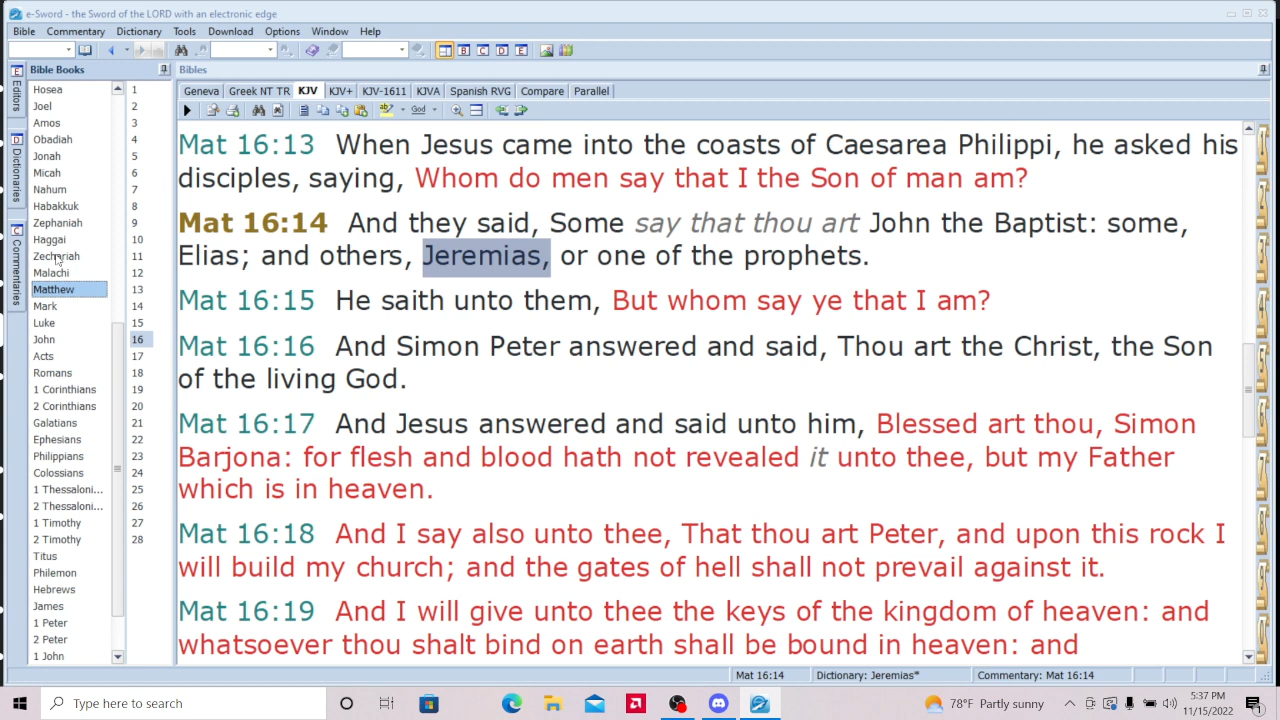 e-Sword - the Sword of the LORD with an electronic edge
Bible Commentary Dictionary Tools Download Options Window Help
B C D E
Bible Books
Bibles
Editors
Dictionaries
Commentaries
Geneva Greek NT TR KJV KJV+ KJV-1611 KJVA Spanish RVG Compare Parallel
God
Hosea
Joel
Amos
Obadiah
Jonah
Micah
Nahum
Habakkuk
Zephaniah
Haggai
Zechariah
Malachi
Matthew
Mark
Luke
John
Acts
Romans
1 Corinthians
2 Corinthians
Galatians
Ephesians
Philippians
Colossians
1 Thessaloni...
2 Thessaloni...
1 Timothy
2 Timothy
Titus
Philemon
Hebrews
James
1 Peter
2 Peter
1 John
1
2
3
4
5
6
7
8
9
10
11
12
13
14
15
16
17
18
19
20
21
22
23
24
25
26
27
28
Mat 16:13 When Jesus came into the coasts of Caesarea Philippi, he asked his
disciples, saying, Whom do men say that I the Son of man am?
Mat 16:14 And they said, Some say that thou art John the Baptist: some,
Elias; and others, Jeremias, or one of the prophets.
Mat 16:15 He saith unto them, But whom say ye that I am?
Mat 16:16 And Simon Peter answered and said, Thou art the Christ, the Son
of the living God.
Mat 16:17 And Jesus answered and said unto him, Blessed art thou, Simon
Barjona: for flesh and blood hath not revealed it unto thee, but my Father
which is in heaven.
Mat 16:18 And I say also unto thee, That thou art Peter, and upon this rock I
will build my church; and the gates of hell shall not prevail against it.
Mat 16:19 And I will give unto thee the keys of the kingdom of heaven: and
whatsoever thou shalt bind on earth shall be bound in heaven: and
Mat 16:14 Dictionary: Jeremias* Commentary: Mat 16:14
Type here to search
78°F Partly sunny
5:37 PM
11/15/2022